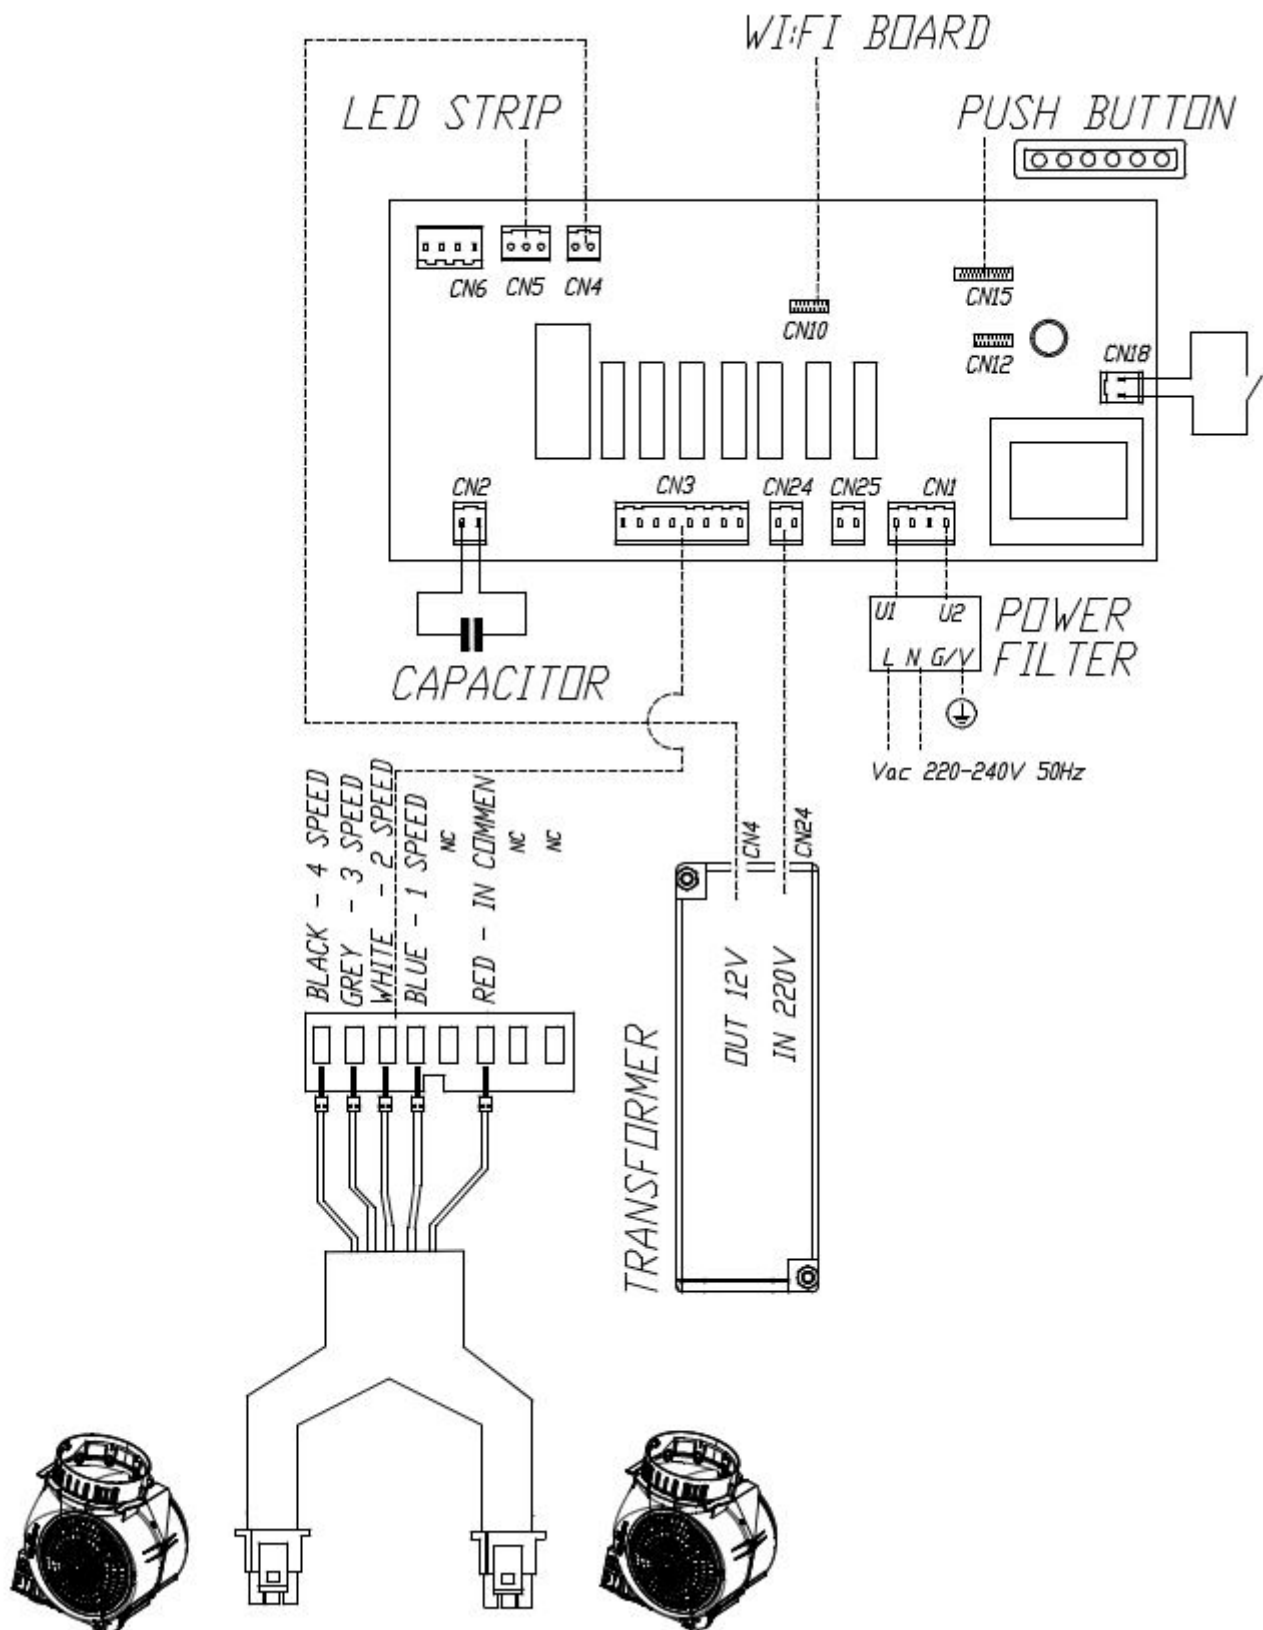 WI:FI BOARD
LED STRIP
PUSH BUTTON
CN6
CN5
CN4
CN10
CN15
CN12
CN18
CN2
CN3
CN24
CN25
CN1
U1
U2
L
N
G/V
POWER
FILTER
CAPACITOR
Vac 220-240V 50Hz
BLACK - 4 SPEED
GREY - 3 SPEED
WHITE - 2 SPEED
BLUE - 1 SPEED
NC
RED - IN COMMEN
NC
NC
CN4
CN24
OUT 12V
IN 220V
TRANSFORMER